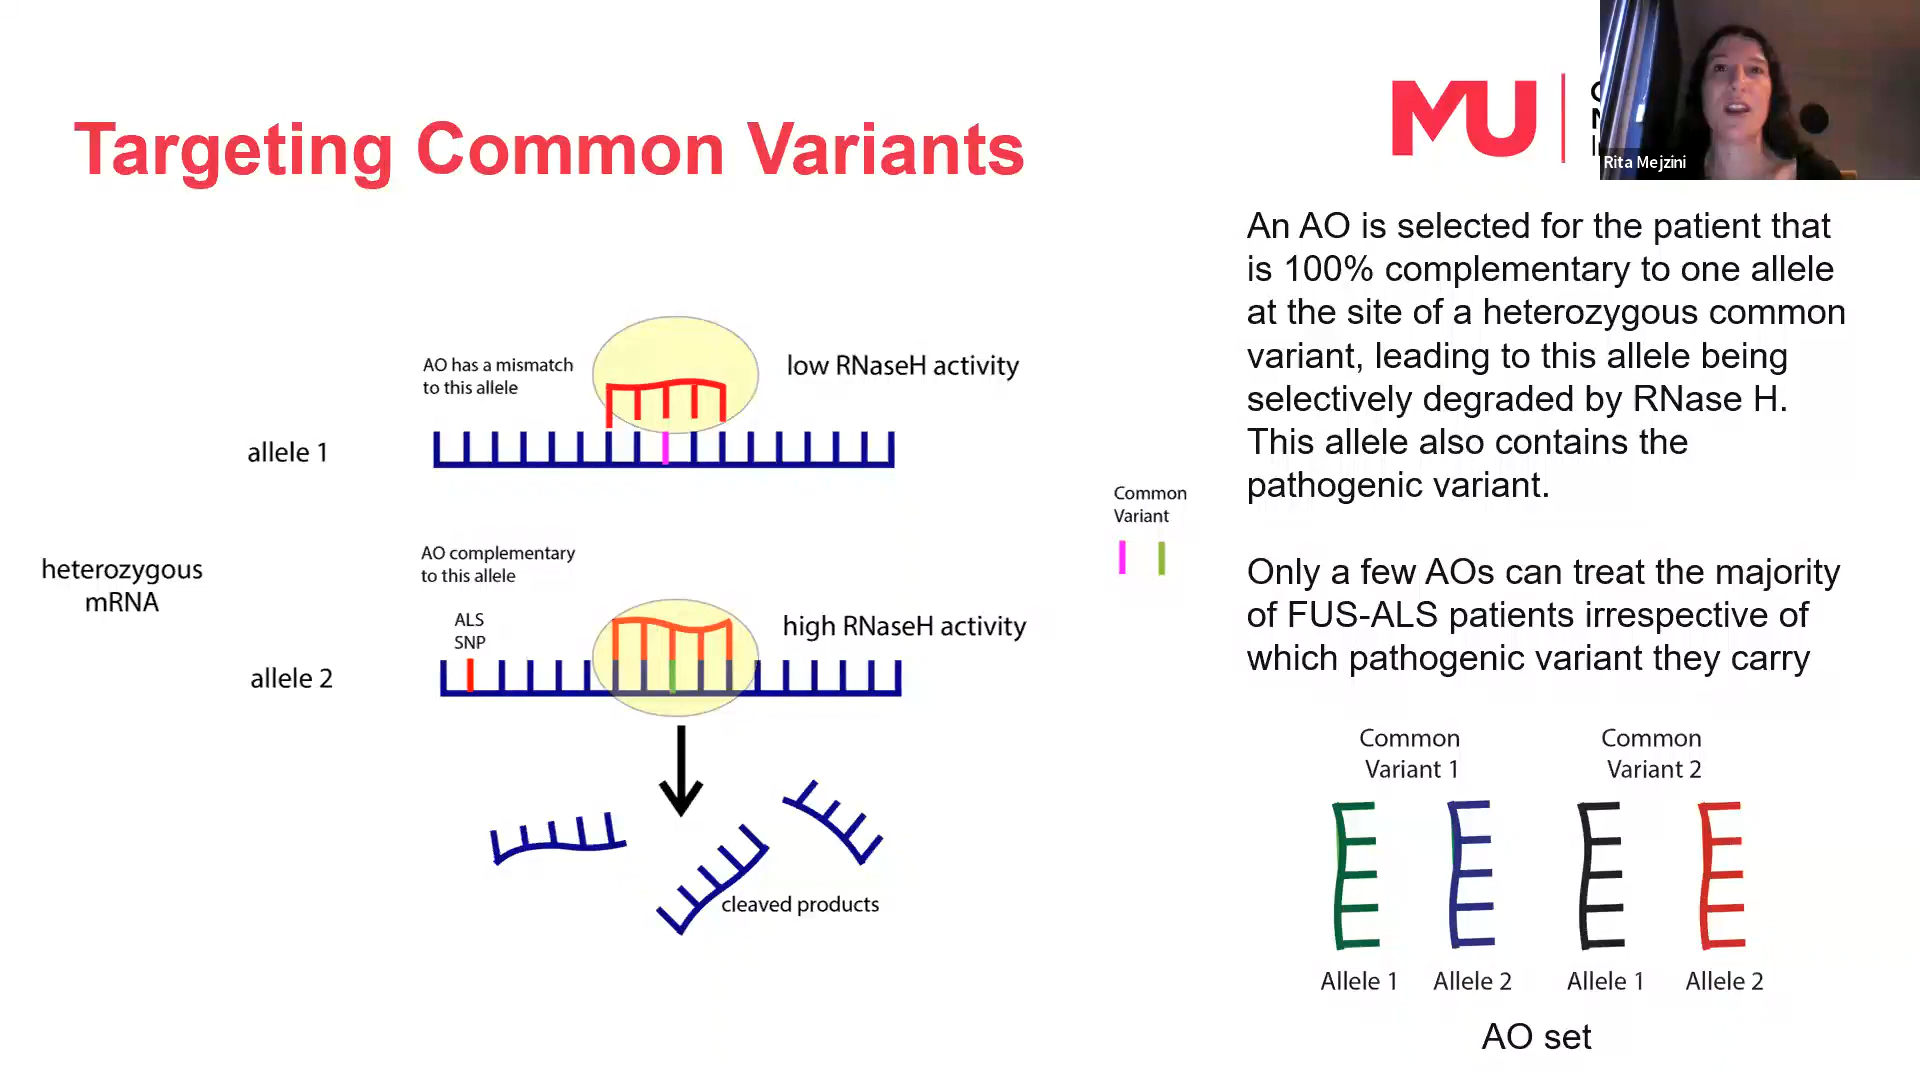 Targeting Common Variants
MU
Rita Mejzini
An AO is selected for the patient that
is 100% complementary to one allele
at the site of a heterozygous common
variant, leading to this allele being
selectively degraded by RNase H.
This allele also contains the
pathogenic variant.
Only a few AOs can treat the majority
of FUS-ALS patients irrespective of
which pathogenic variant they carry
AO has a mismatch
to this allele
low RNaseH activity
allele 1
Common
Variant
heterozygous
mRNA
AO complementary
to this allele
ALS
SNP
high RNaseH activity
allele 2
cleaved products
Common
Variant 1
Common
Variant 2
Allele 1
Allele 2
Allele 1
Allele 2
AO set